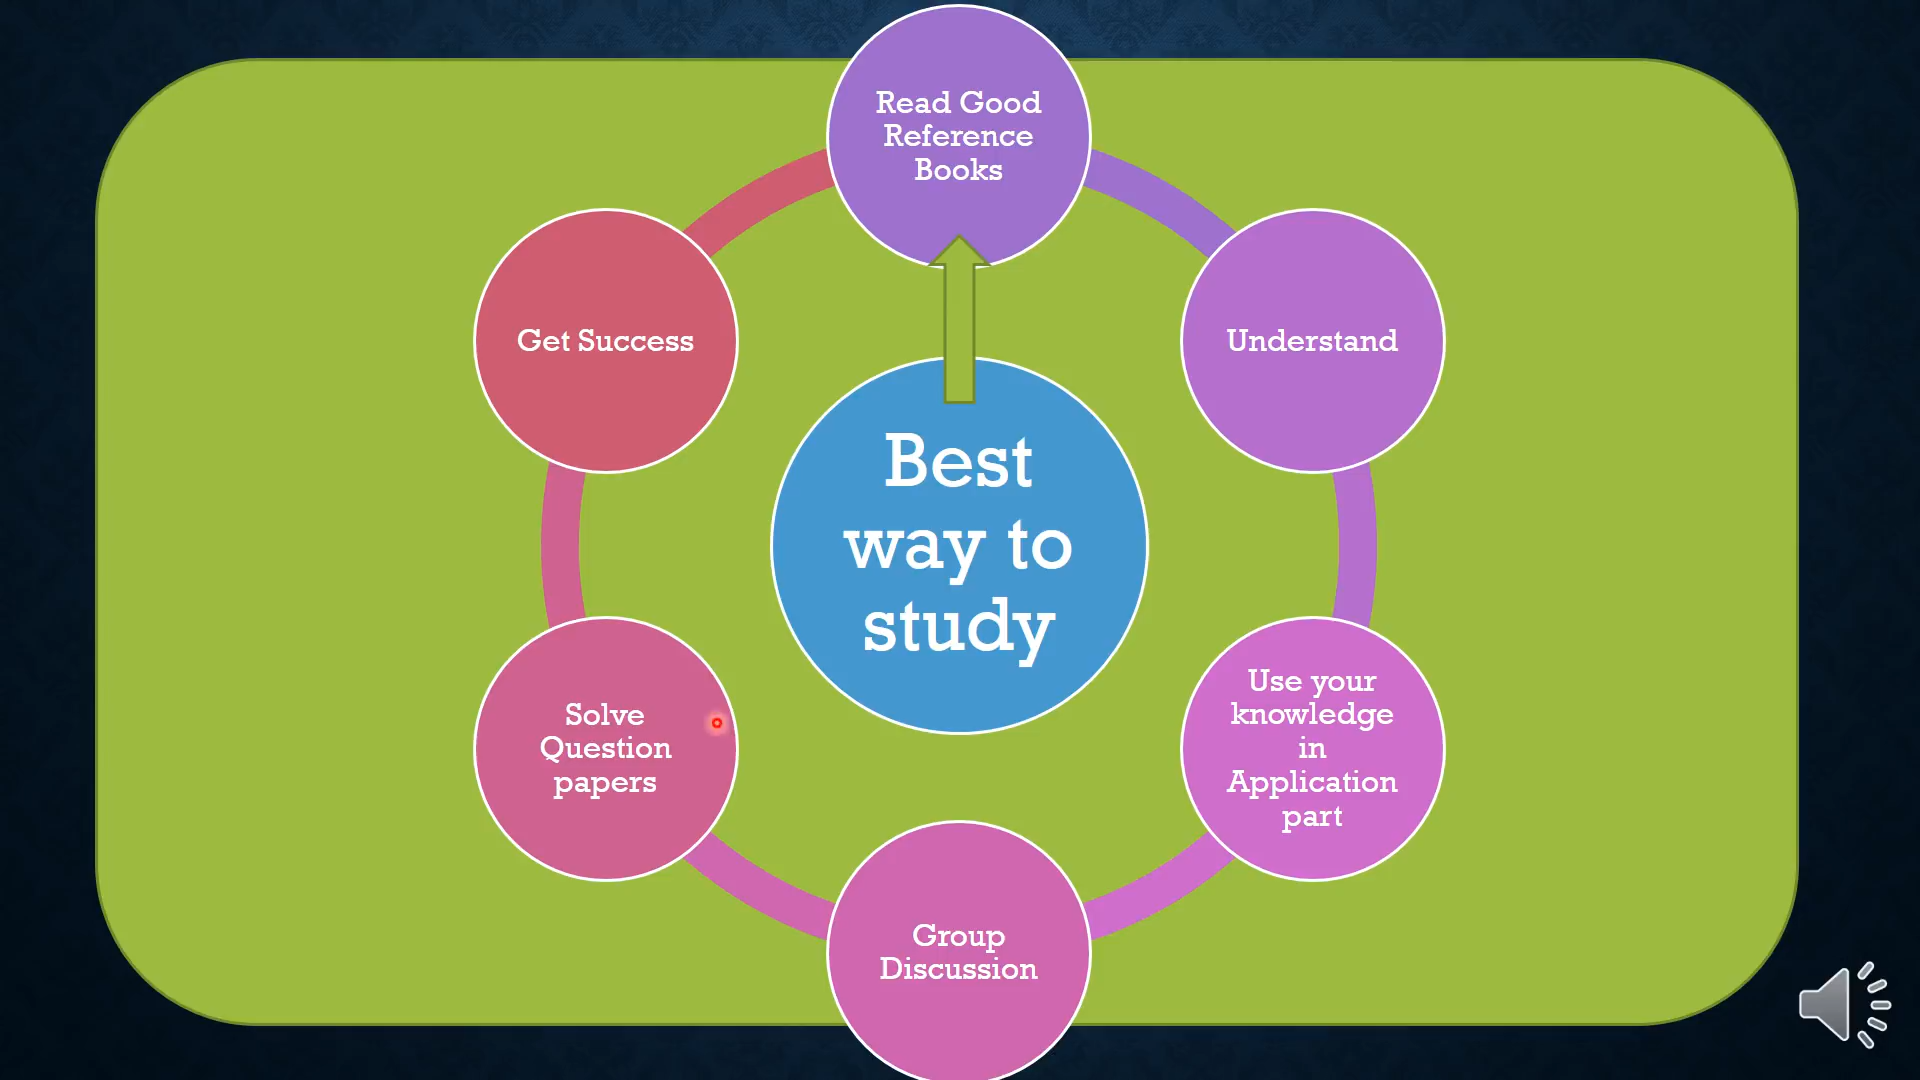 Read Good
Reference
Books
Understand
Use your
knowledge
in
Application
part
Group
Discussion
Solve
Question
papers
Get Success
Best
way to
study